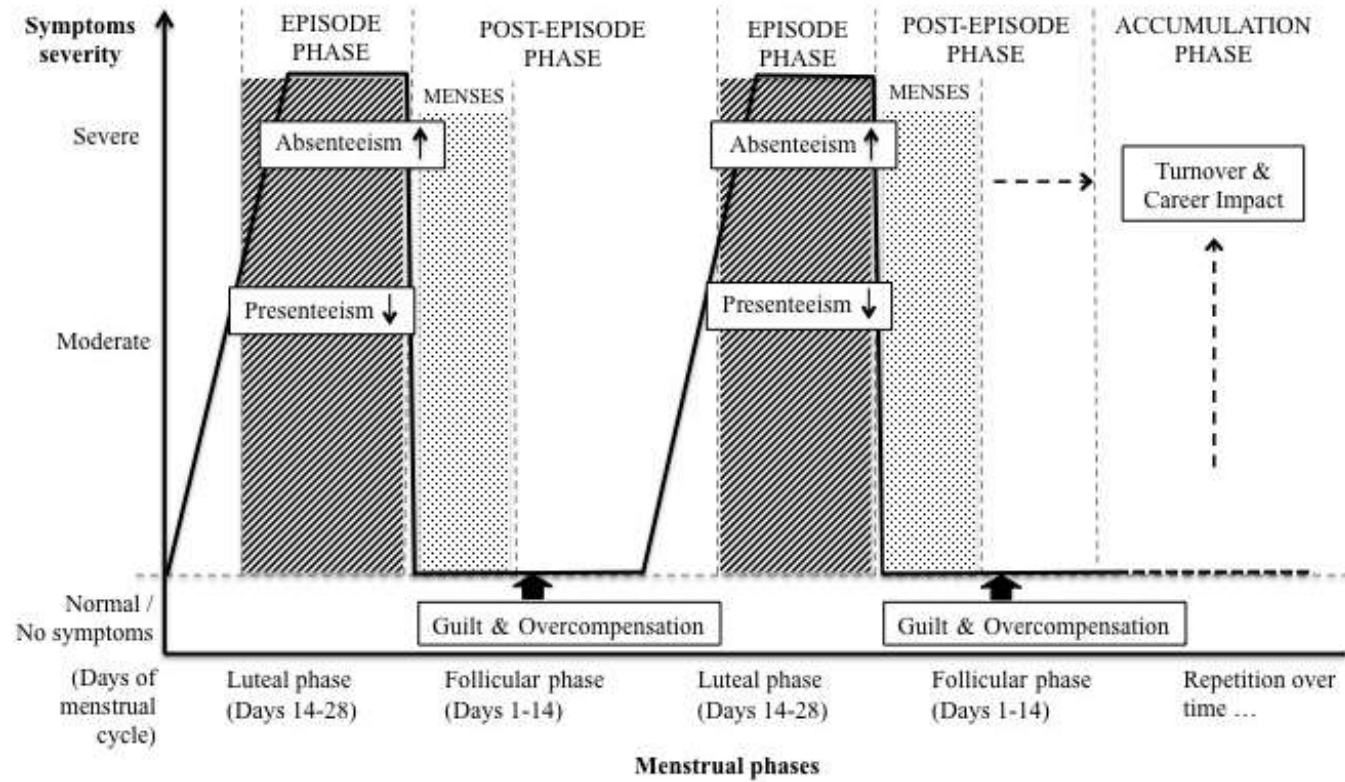 Symptoms
severity
EPISODE
PHASE
POST-EPISODE
PHASE
EPISODE
PHASE
POST-EPISODE
PHASE
ACCUMULATION
PHASE
MENSES
MENSES
Severe
Absenteeism ↑
Absenteeism ↑
Turnover &
Career Impact
Presenteeism ↓
Presenteeism ↓
Moderate
Normal /
No symptoms
Guilt & Overcompensation
Guilt & Overcompensation
(Days of
menstrual
cycle)
Luteal phase
(Days 14-28)
Follicular phase
(Days 1-14)
Luteal phase
(Days 14-28)
Follicular phase
(Days 1-14)
Repetition over
time …
Menstrual phases